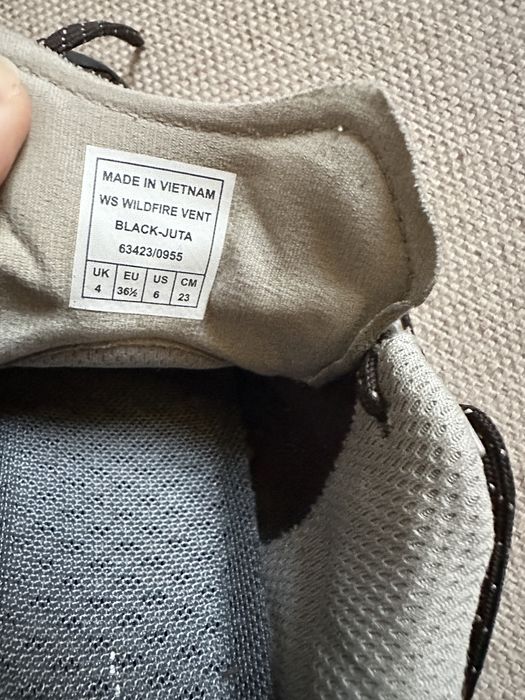 MADE IN VIETNAM
WS WILDFIRE VENT
BLACK-JUTA
63423/0955
UK EU US CM
4 36½ 6 23